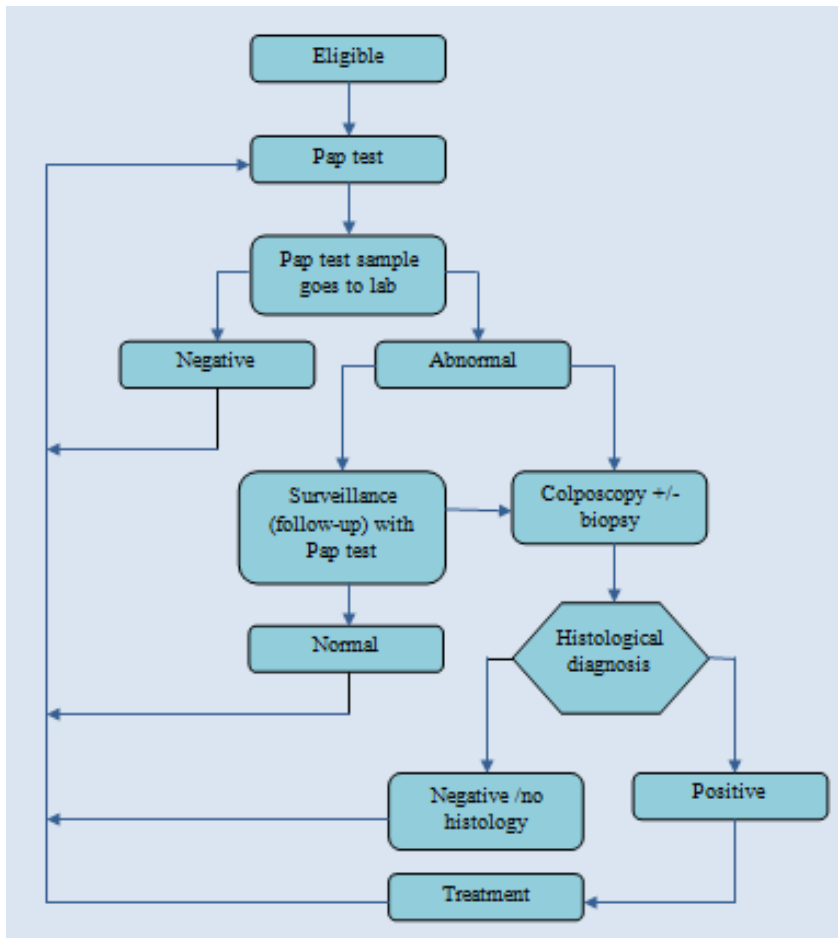 Eligible
Pap test
Pap test sample
goes to lab
Negative
Abnormal
Surveillance
(follow-up) with
Pap test
Colposcopy +/-
biopsy
Normal
Histological
diagnosis
Negative /no
histology
Positive
Treatment